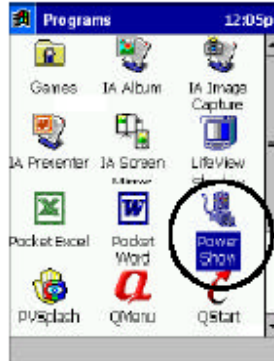 Programs 12:05p
Games IA Album IA Image
Capture
IA Presenter IA Screen LifeView
Mirror
Pocket Excel Pocket Power
Word Show
PVSplash QMenu QStart